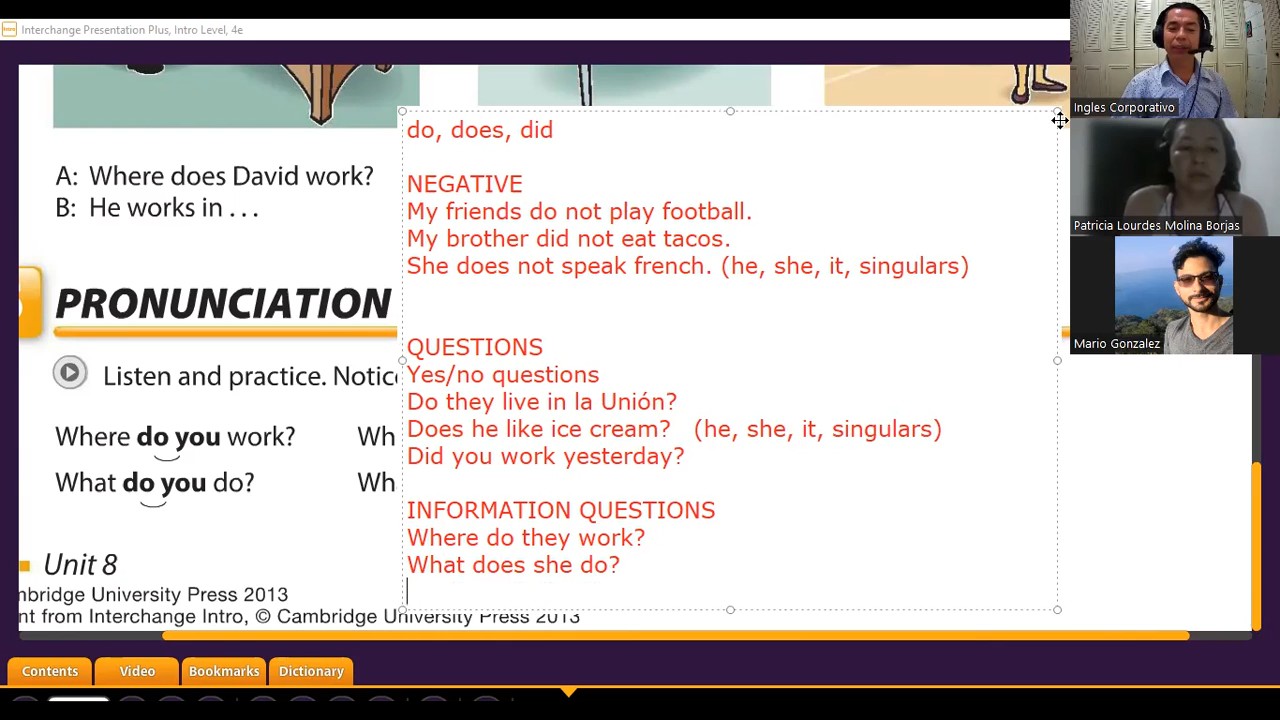 Interchange Presentation Plus, Intro Level, 4e
A: Where does David work?
B: He works in . . .
PRONUNCIATION
Listen and practice. Notice
Where do you work? Wh
What do you do? Wh
Unit 8
mbridge University Press 2013
nt from Interchange Intro, © Cambridge University Press 2013
do, does, did
NEGATIVE
My friends do not play football.
My brother did not eat tacos.
She does not speak french. (he, she, it, singulars)
QUESTIONS
Yes/no questions
Do they live in la Unión?
Does he like ice cream? (he, she, it, singulars)
Did you work yesterday?
INFORMATION QUESTIONS
Where do they work?
What does she do?
Ingles Corporativo
Patricia Lourdes Molina Borjas
Mario Gonzalez
Contents Video Bookmarks Dictionary